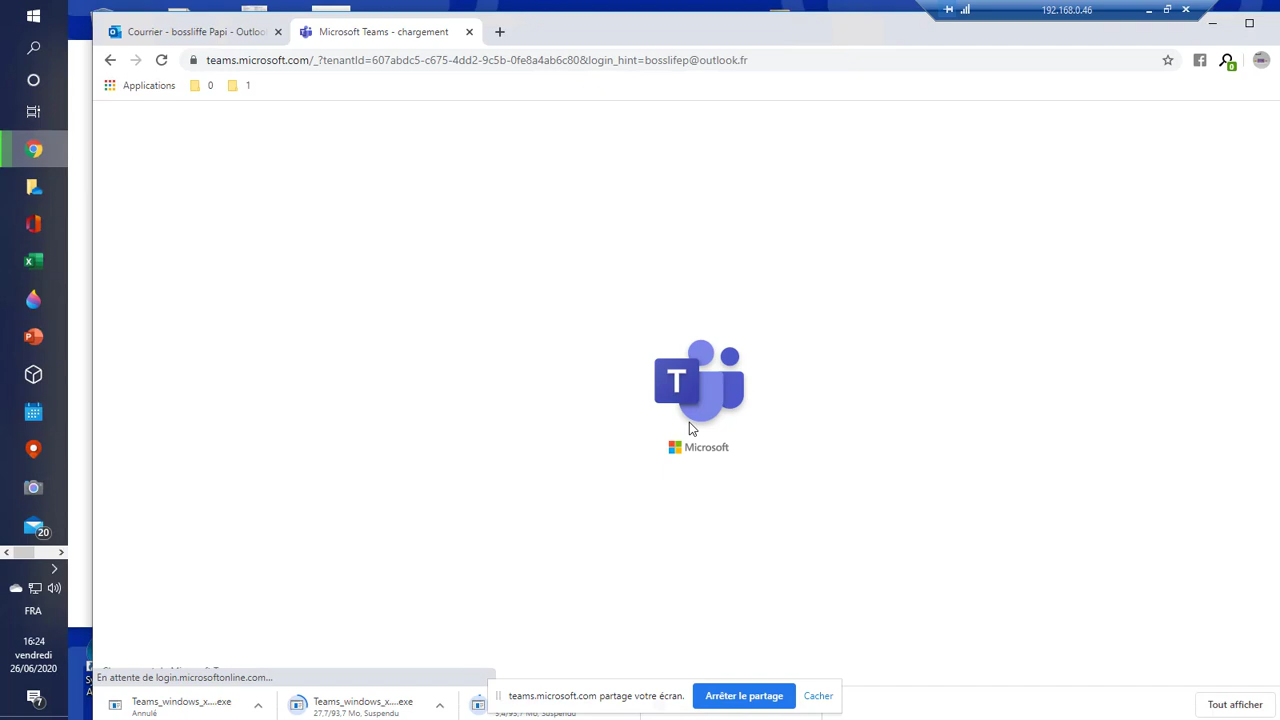 192.168.0.46
Courrier - bossliffe Papi - Outlo
Microsoft Teams - chargement
teams.microsoft.com/_?tenantId=607abdc5-c675-4dd2-9c5b-0fe8a4ab6c80&login_hint=bosslifep@outlook.fr
0
Applications
0
1
T
Microsoft
20
FRA
16:24
vendredi
26/06/2020
7
En attente de login.microsoftonline.com...
Teams_windows_x....exe
Annulé
Teams_windows_x....exe
27,7/93,7 Mo, Suspendu
teams.microsoft.com partage votre écran.
Arrêter le partage
Cacher
Tout afficher